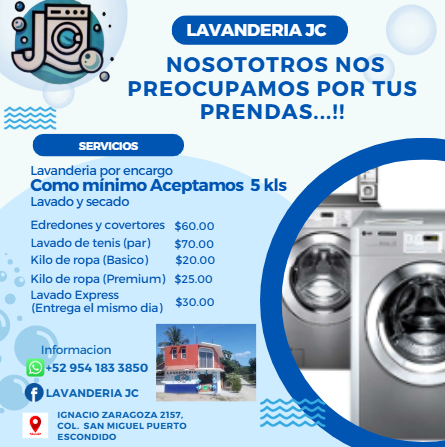 JC
LAVANDERIA JC
NOSOTOTROS NOS
PREOCUPAMOS POR TUS
PRENDAS...!!
SERVICIOS
Lavanderia por encargo
Como mínimo Aceptamos 5 kls
Lavado y secado
Edredones y covertores $60.00
Lavado de tenis (par) $70.00
Kilo de ropa (Basico) $20.00
Kilo de ropa (Premium) $25.00
Lavado Express
(Entrega el mismo dia) $30.00
Informacion
+52 954 183 3850
LAVANDERIA JC
IGNACIO ZARAGOZA 2157,
COL. SAN MIGUEL PUERTO
ESCONDIDO